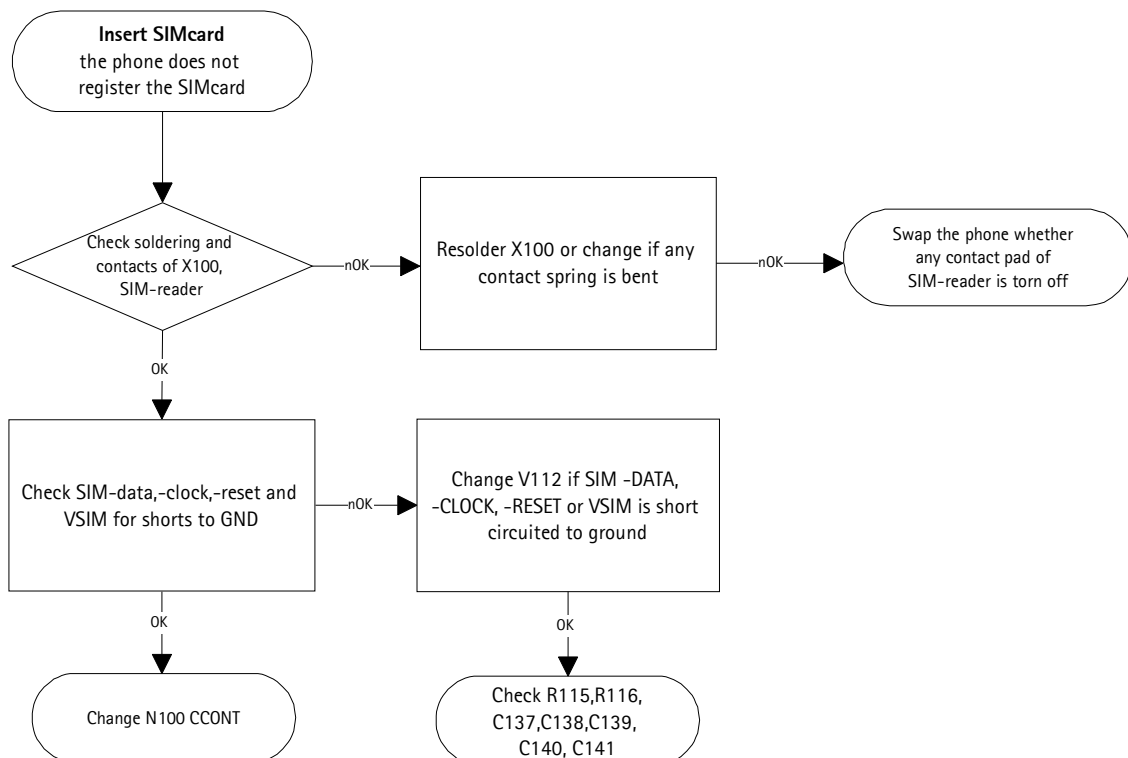 Insert SIMcard
the phone does not
register the SIMcard
Check soldering and
contacts of X100,
SIM-reader
nOK
Resolder X100 or change if any
contact spring is bent
nOK
Swap the phone whether
any contact pad of
SIM-reader is torn off
OK
Check SIM-data,-clock,-reset and
VSIM for shorts to GND
nOK
Change V112 if SIM -DATA,
-CLOCK, -RESET or VSIM is short
circuited to ground
OK
OK
Change N100 CCONT
Check R115,R116,
C137,C138,C139,
C140, C141